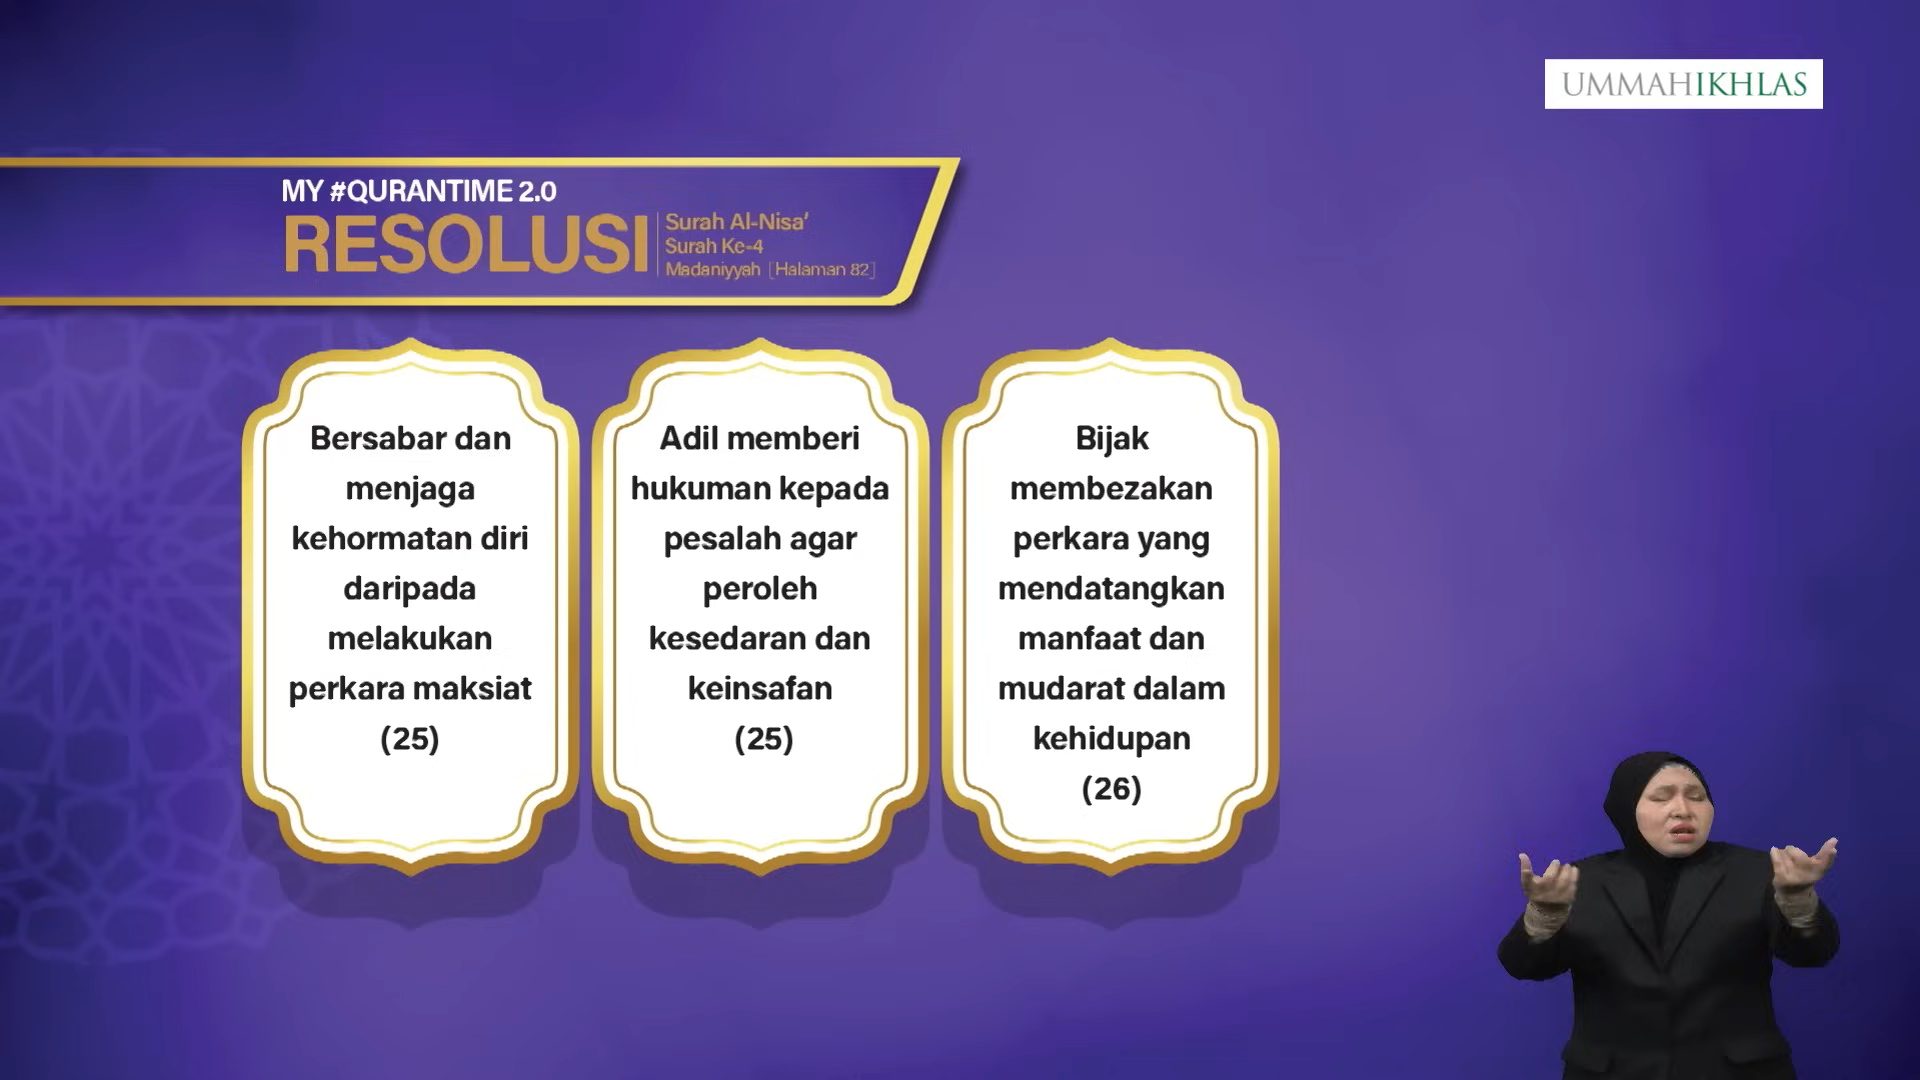 UMMAHIKHLAS
MY #QURANTIME 2.0
RESOLUSI
Surah Al-Nisa'
Surah Ke-4
Madaniyyah [Halaman 82]
Bersabar dan
menjaga
kehormatan diri
daripada
melakukan
perkara maksiat
(25)
Adil memberi
hukuman kepada
pesalah agar
peroleh
kesedaran dan
keinsafan
(25)
Bijak
membezakan
perkara yang
mendatangkan
manfaat dan
mudarat dalam
kehidupan
(26)